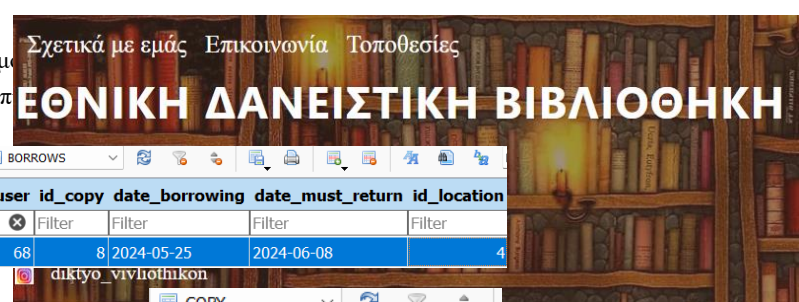 Σχετικά με εμάς Επικοινωνία Τοποθεσίες
ΕΘΝΙΚΗ ΔΑΝΕΙΣΤΙΚΗ ΒΙΒΛΙΟΘΗΚΗ
BORROWS
user id_copy date_borrowing date_must_return id_location
Filter Filter Filter Filter
68 8 2024-05-25 2024-06-08 4
diktyo_vivliothikon
COPY